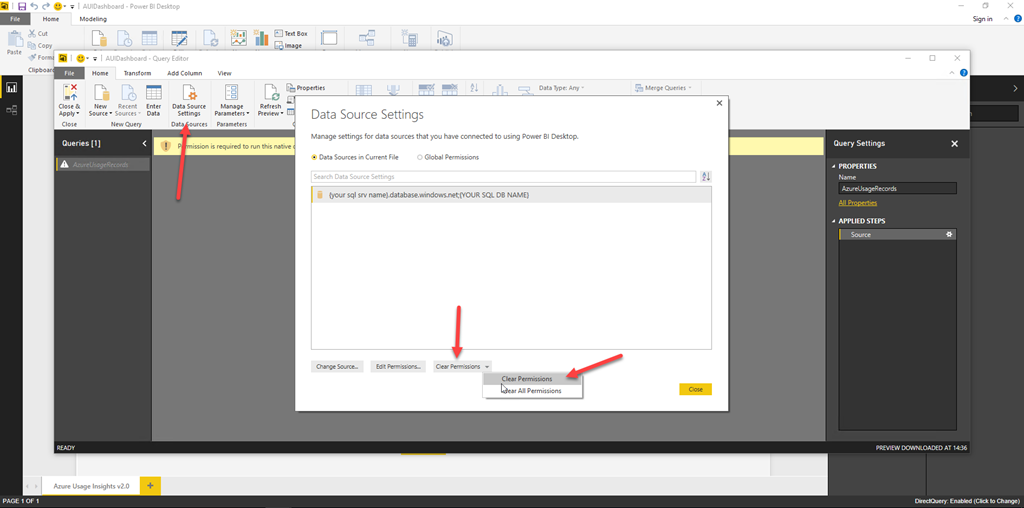 AUIDashboard - Power BI Desktop
File
Home
Modeling
Sign in
Paste
Cut
Copy
Clipboard
Text Box
Image
AUIDashboard - Query Editor
File
Home
Transform
Add Column
View
Close &
Apply
Close
New
Source
Recent
Sources
Enter
Data
New Query
Data Source
Settings
Data Sources
Manage
Parameters
Parameters
Refresh
Preview
Properties
Data Type: Any
Merge Queries
Queries [1]
AzureUsageRecords
Permission is required to run this native
Data Source Settings
Manage settings for data sources that you have connected to using Power BI Desktop.
Data Sources in Current File
Global Permissions
Search Data Source Settings
{your sql srv name}.database.windows.net;{YOUR SQL DB NAME}
Change Source...
Edit Permissions...
Clear Permissions
Clear Permissions
All Permissions
Close
Query Settings
PROPERTIES
Name
AzureUsageRecords
All Properties
APPLIED STEPS
Source
READY
PREVIEW DOWNLOADED AT 14:36
Azure Usage Insights v2.0
PAGE 1 OF 1
DirectQuery: Enabled (Click to Change)